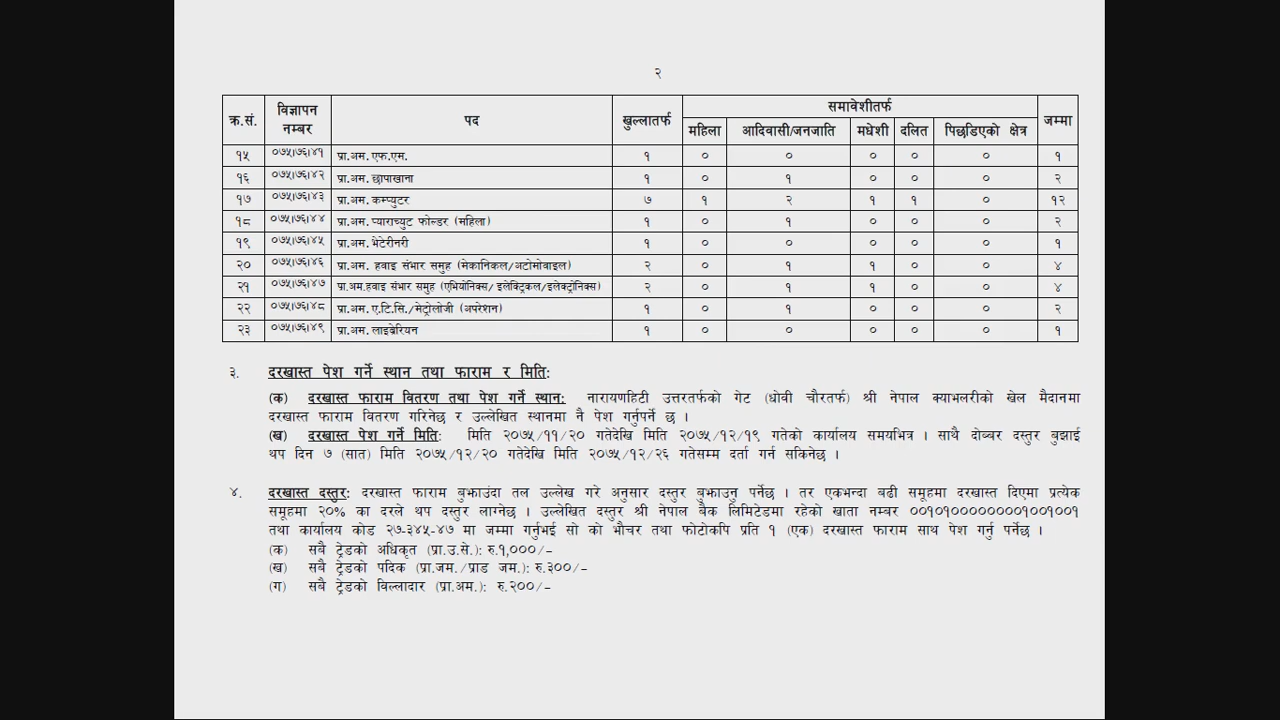 २
क्र.सं. विज्ञापन नम्बर पद खुल्लातर्फ समावेशीतर्फ जम्मा
महिला आदिवासी/जनजाति मधेशी दलित पिछडिएको क्षेत्र
१५ ०७५।७६।४१ प्रा.अम. एफ.एम. १ ० ० ० ० ० १
१६ ०७५।७६।४२ प्रा.अम. छापाखाना १ ० १ ० ० ० २
१७ ०७५।७६।४३ प्रा.अम. कम्प्युटर ७ १ २ १ १ ० १२
१८ ०७५।७६।४४ प्रा.अम. प्याराच्युट फोल्डर (महिला) १ ० १ ० ० ० २
१९ ०७५।७६।४५ प्रा.अम. भेटेरीनरी १ ० ० ० ० ० १
२० ०७५।७६।४६ प्रा.अम. हवाइ संभार समुह (मेकानिकल/अटोमोवाइल) २ ० १ १ ० ० ४
२१ ०७५।७६।४७ प्रा.अम.हवाइ संभार समुह (एभियोनिक्स/ इलेक्ट्रिकल/इलेक्ट्रोनिक्स) २ ० १ १ ० ० ४
२२ ०७५।७६।४८ प्रा.अम. ए.टि.सि./मेट्रोलोजी (अपरेशन) १ ० १ ० ० ० २
२३ ०७५।७६।४९ प्रा.अम. लाइब्रेरियन १ ० ० ० ० ० १
३. दरखास्त पेश गर्ने स्थान तथा फाराम र मिति:
(क) दरखास्त फाराम वितरण तथा पेश गर्ने स्थान: नारायणहिटी उत्तरतर्फको गेट (धोवी चौरतर्फ) श्री नेपाल क्याभलरीको खेल मैदानमा
दरखास्त फाराम वितरण गरिनेछ र उल्लेखित स्थानमा नै पेश गर्नुपर्ने छ ।
(ख) दरखास्त पेश गर्ने मिति: मिति २०७५/११/२० गतेदेखि मिति २०७५/१२/१९ गतेको कार्यालय समयभित्र । साथै दोब्बर दस्तुर बुझाई
थप दिन ७ (सात) मिति २०७५/१२/२० गतेदेखि मिति २०७५/१२/२६ गतेसम्म दर्ता गर्न सकिनेछ ।
४. दरखास्त दस्तुर: दरखास्त फाराम बुझाउंदा तल उल्लेख गरे अनुसार दस्तुर बुझाउनु पर्नेछ । तर एकभन्दा बढी समूहमा दरखास्त दिएमा प्रत्येक
समूहमा २०% का दरले थप दस्तुर लाग्नेछ । उल्लेखित दस्तुर श्री नेपाल बैक लिमिटेडमा रहेको खाता नम्बर ००१०१०००००००००१००१००१
तथा कार्यालय कोड २७-३४५-४७ मा जम्मा गर्नुभई सो को भौचर तथा फोटोकपि प्रति १ (एक) दरखास्त फाराम साथ पेश गर्नु पर्नेछ ।
(क) सबै ट्रेडको अधिकृत (प्रा.उ.से.): रु.१,०००/-
(ख) सबै ट्रेडको पदिक (प्रा.जम./प्राड जम.): रु.३००/-
(ग) सबै ट्रेडको विल्लादार (प्रा.अम.): रु.२००/-